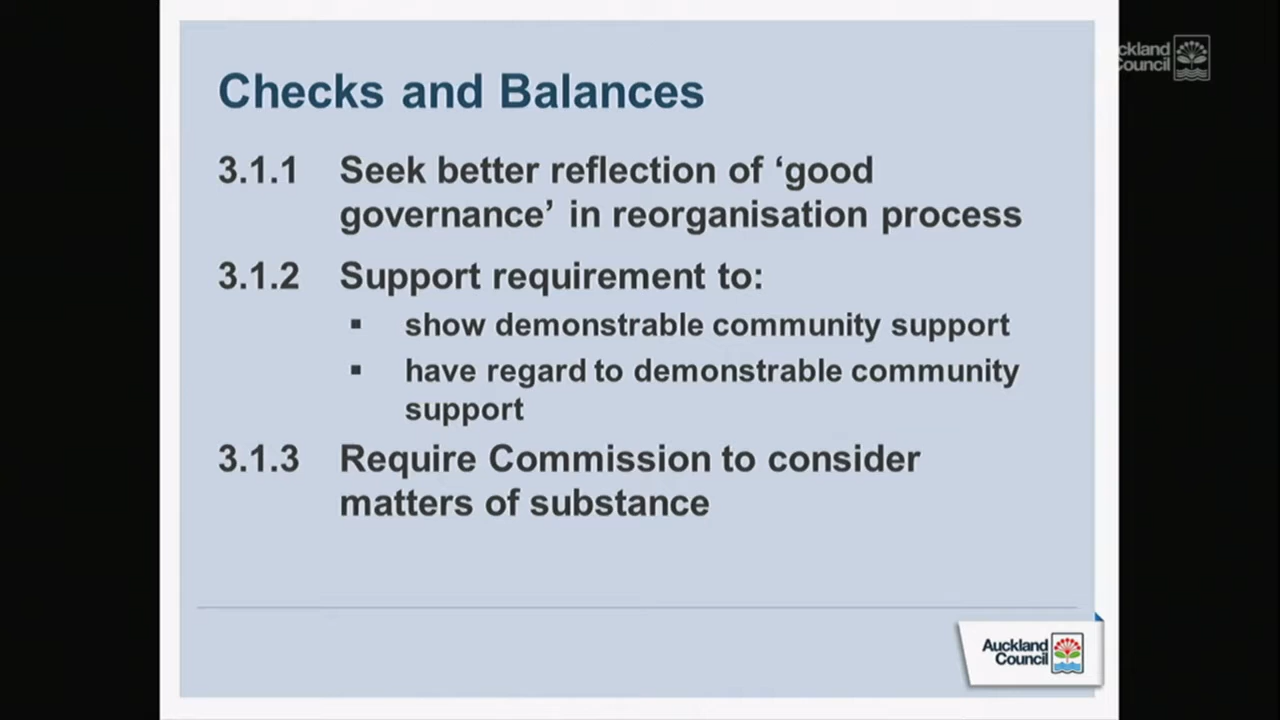 Checks and Balances
3.1.1 Seek better reflection of ‘good
governance’ in reorganisation process
3.1.2 Support requirement to:
▪ show demonstrable community support
▪ have regard to demonstrable community
support
3.1.3 Require Commission to consider
matters of substance
Auckland
Council
ckland
Council